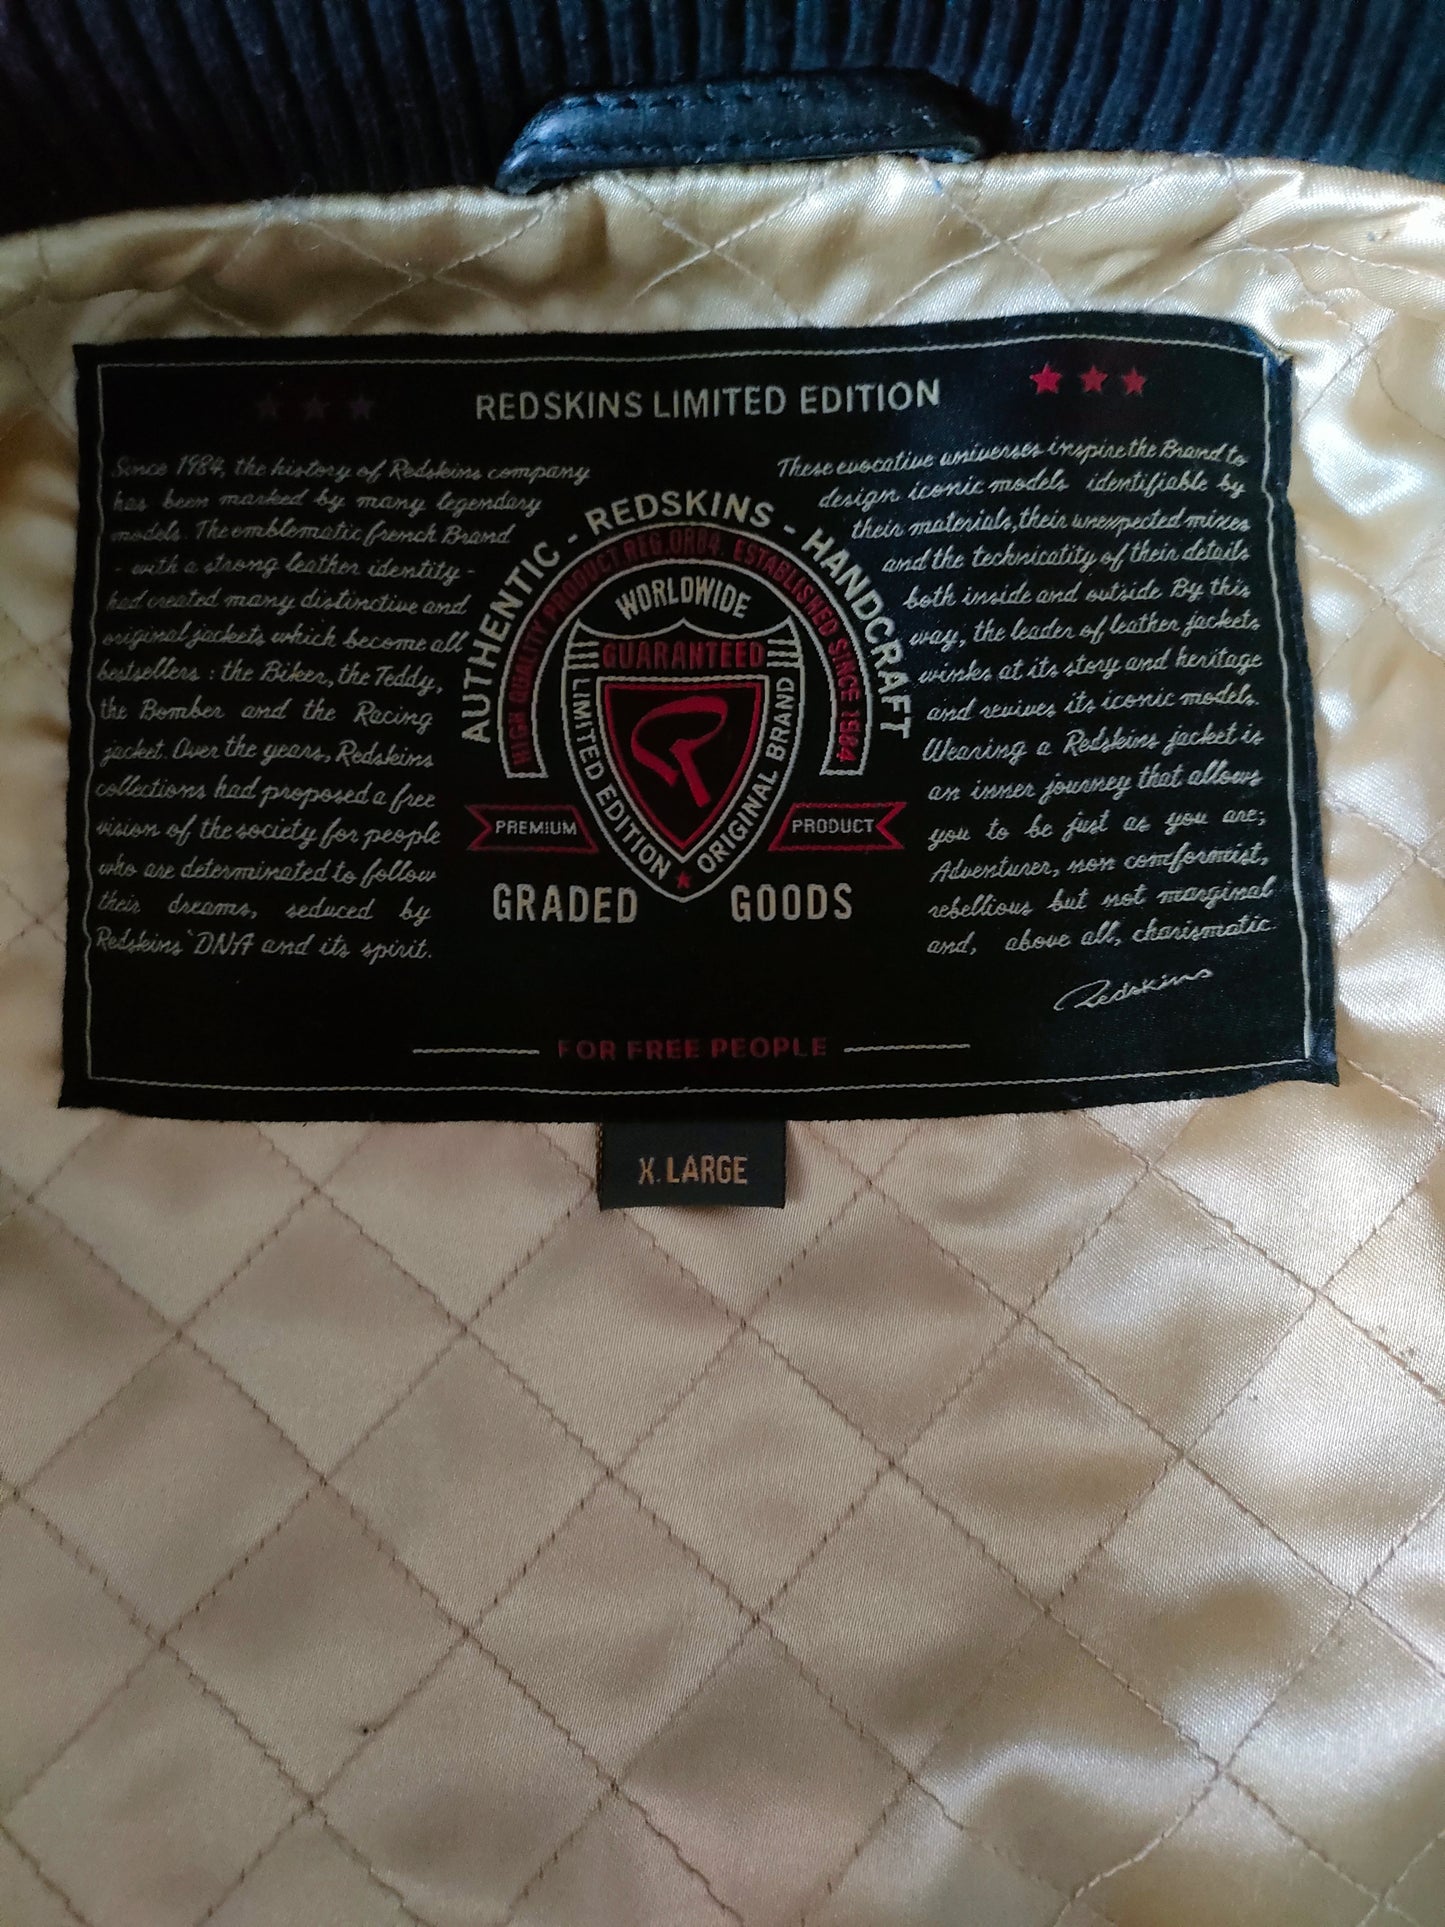 REDSKINS LIMITED EDITION
Since 1984, the history of Redskins company
has been marked by many legendary
models. The emblematic french Brand
- with a strong leather identity -
had created many distinctive and
original jackets which become all
bestsellers : the Biker, the Teddy,
the Bomber and the Racing
jacket. Over the years, Redskins
collections had proposed a free
vision of the society for people
who are determinated to follow
their dreams, seduced by
Redskins' DNA and its spirit.
AUTHENTIC - REDSKINS - HANDCRAFT
HIGH QUALITY PRODUCT REG.OR84. ESTABLISHED SINCE 1984
WORLDWIDE
GUARANTEED
LIMITED EDITION ★ ORIGINAL BRAND
PREMIUM
PRODUCT
GRADED GOODS
These evocative universes inspire the Brand to
design iconic models identifiable by
their materials, their unexpected mixes
and the technicatity of their details
both inside and outside By this
way, the leader of leather jackets
winks at its story and heritage
and revives its iconic models.
Wearing a Redskins jacket is
an inner journey that allows
you to be just as you are;
Adventurer, non comformist,
rebellious but not marginal
and, above all, charismatic.
Redskins
FOR FREE PEOPLE
X.LARGE